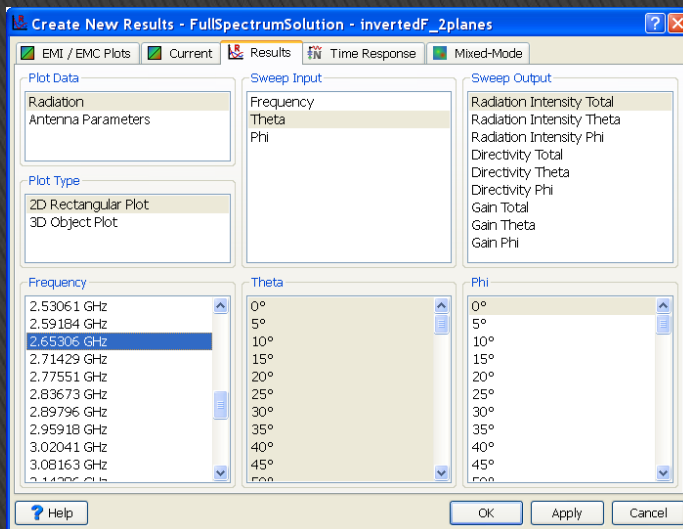 Create New Results - FullSpectrumSolution - invertedF_2planes
EMI / EMC Plots
Current
Results
Time Response
Mixed-Mode
Plot Data
Radiation
Antenna Parameters
Plot Type
2D Rectangular Plot
3D Object Plot
Sweep Input
Frequency
Theta
Phi
Sweep Output
Radiation Intensity Total
Radiation Intensity Theta
Radiation Intensity Phi
Directivity Total
Directivity Theta
Directivity Phi
Gain Total
Gain Theta
Gain Phi
Frequency
2.53061 GHz
2.59184 GHz
2.65306 GHz
2.71429 GHz
2.77551 GHz
2.83673 GHz
2.89796 GHz
2.95918 GHz
3.02041 GHz
3.08163 GHz
Theta
0°
5°
10°
15°
20°
25°
30°
35°
40°
45°
Phi
0°
5°
10°
15°
20°
25°
30°
35°
40°
45°
? Help
OK
Apply
Cancel